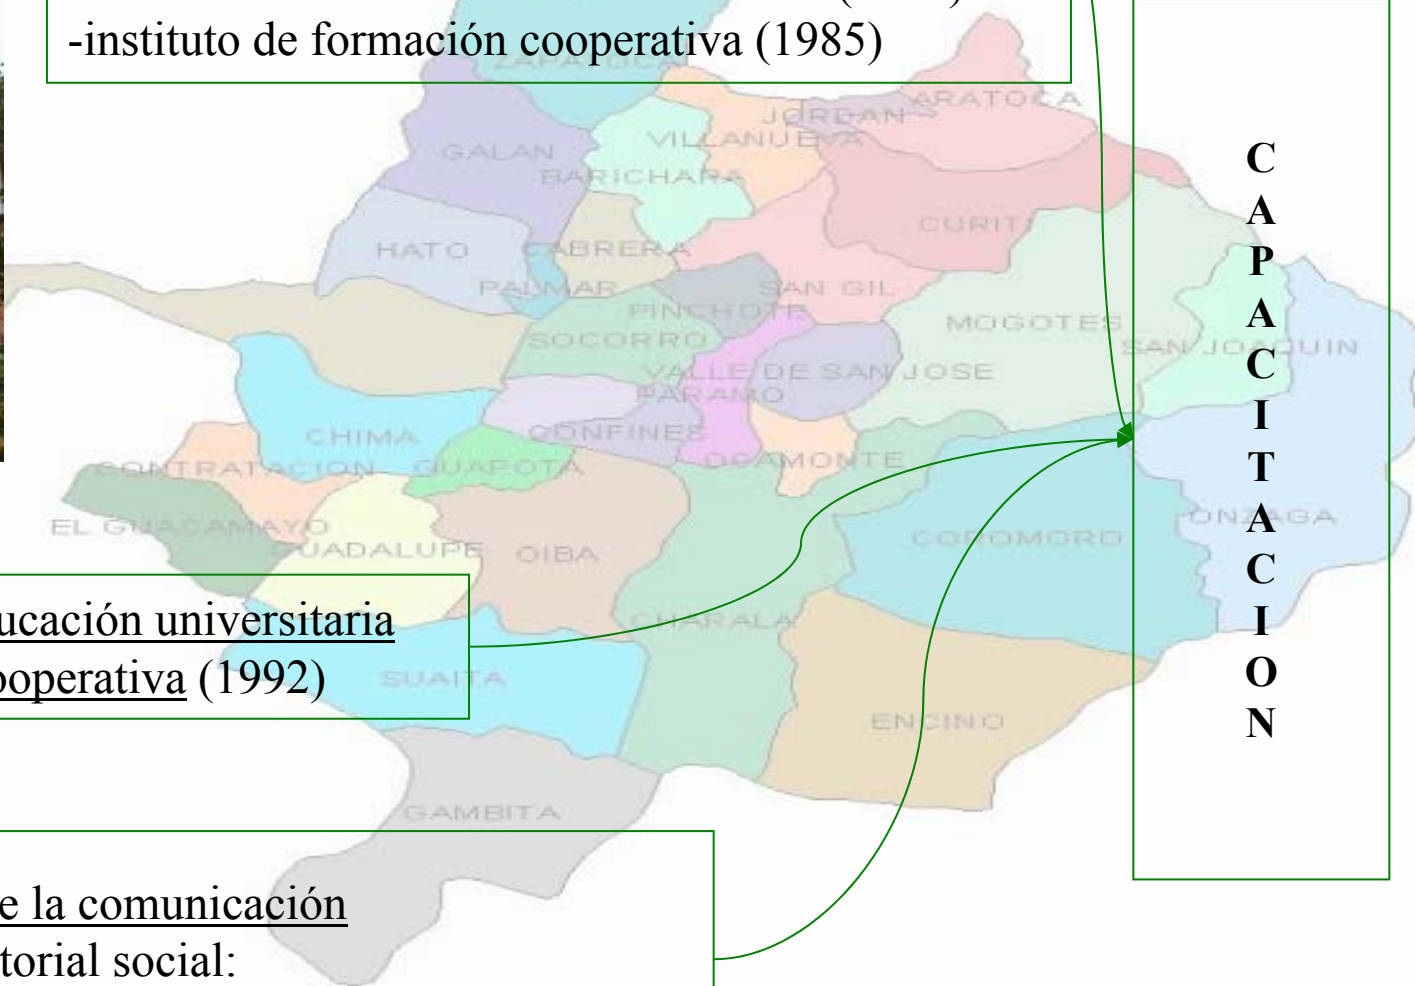 -instituto de formación cooperativa (1985)
ZAPATOCA
ARATOCA
JORDAN
VILLANUEVA
GALAN
BARICHARA
CURITI
HATO
CABRERA
PALMAR
SAN GIL
PINCHOTE
MOGOTES
SOCORRO
SAN JOAQUIN
VALLE DE SAN JOSE
PARAMO
CHIMA
CONFINES
CONTRATACION
GUAPOTA
OCAMONTE
EL GUACAMAYO
ONZAGA
GUADALUPE
OIBA
COROMORO
ucación universitaria
ooperativa (1992)
CHARALA
SUAITA
ENCINO
GAMBITA
e la comunicación
torial social:
C
A
P
A
C
I
T
A
C
I
O
N